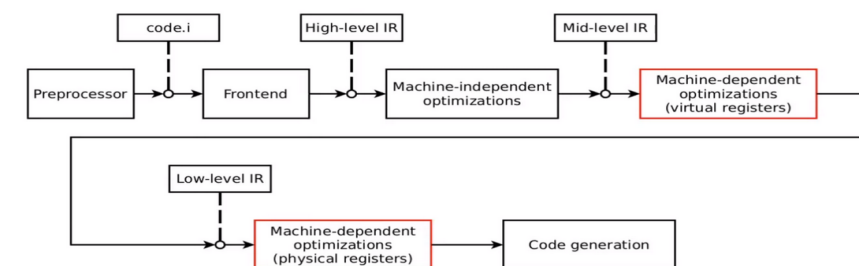 code.i
High-level IR
Mid-level IR
Preprocessor
Frontend
Machine-independent
optimizations
Machine-dependent
optimizations
(virtual registers)
Low-level IR
Machine-dependent
optimizations
(physical registers)
Code generation